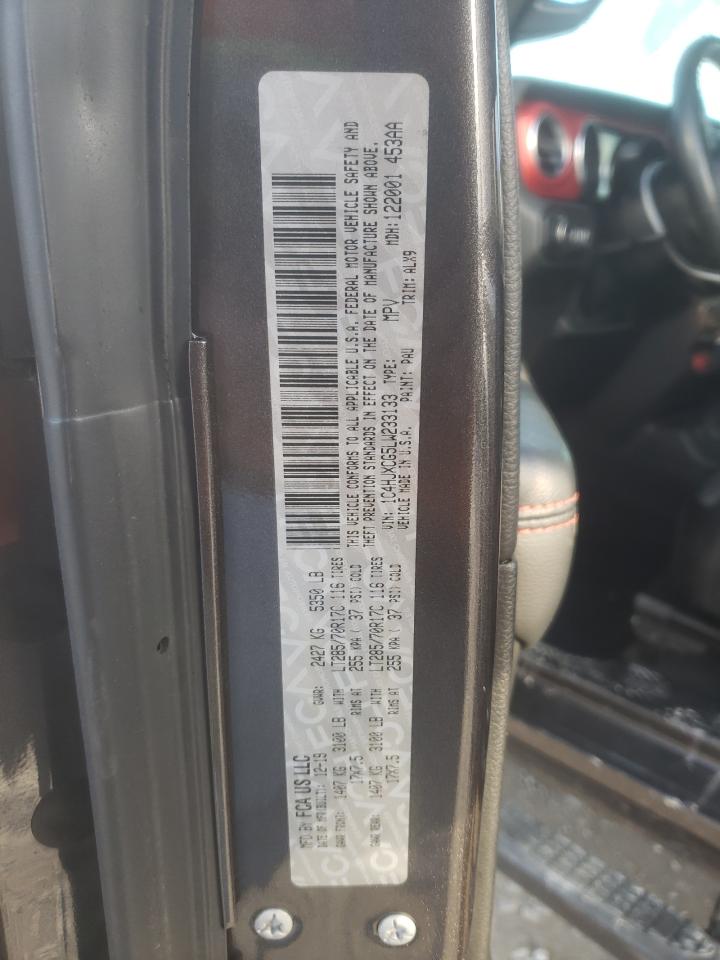 MFD BY FCA US LLC
DATE OF MFR(BUILT): 12-19 GVWR: 2427 KG 5350 LB
GAWR FRONT: 1407 KG 3100 LB WITH LT285/70R17C 116 TIRES
17X7.5 RIMS AT 255 KPA( 37 PSI) COLD
GAWR REAR: 1407 KG 3100 LB WITH LT285/70R17C 116 TIRES
17X7.5 RIMS AT 255 KPA( 37 PSI) COLD
THIS VEHICLE CONFORMS TO ALL APPLICABLE U.S.A. FEDERAL MOTOR VEHICLE SAFETY AND
THEFT PREVENTION STANDARDS IN EFFECT ON THE DATE OF MANUFACTURE SHOWN ABOVE.
VIN: 1C4HJXCG5LW233133 TYPE: MPV MDH:122001 453AA
VEHICLE MADE IN U.S.A. PAINT: PAU TRIM: ALX9